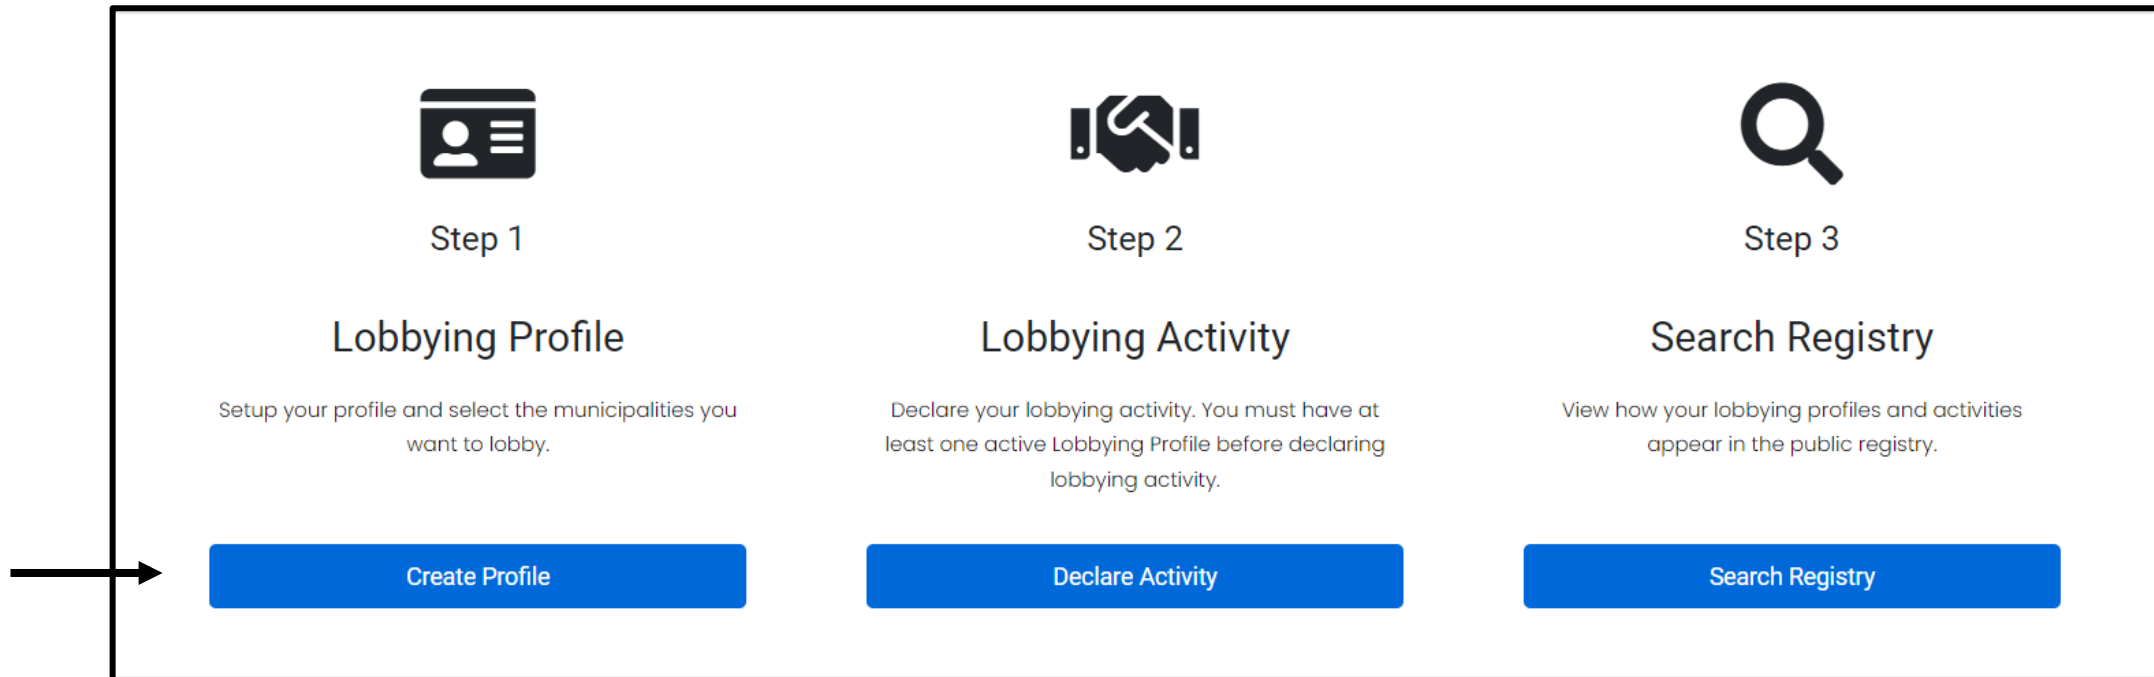 Step 1
Lobbying Profile
Setup your profile and select the municipalities you
want to lobby.
Create Profile
Step 2
Lobbying Activity
Declare your lobbying activity. You must have at
least one active Lobbying Profile before declaring
lobbying activity.
Declare Activity
Step 3
Search Registry
View how your lobbying profiles and activities
appear in the public registry.
Search Registry